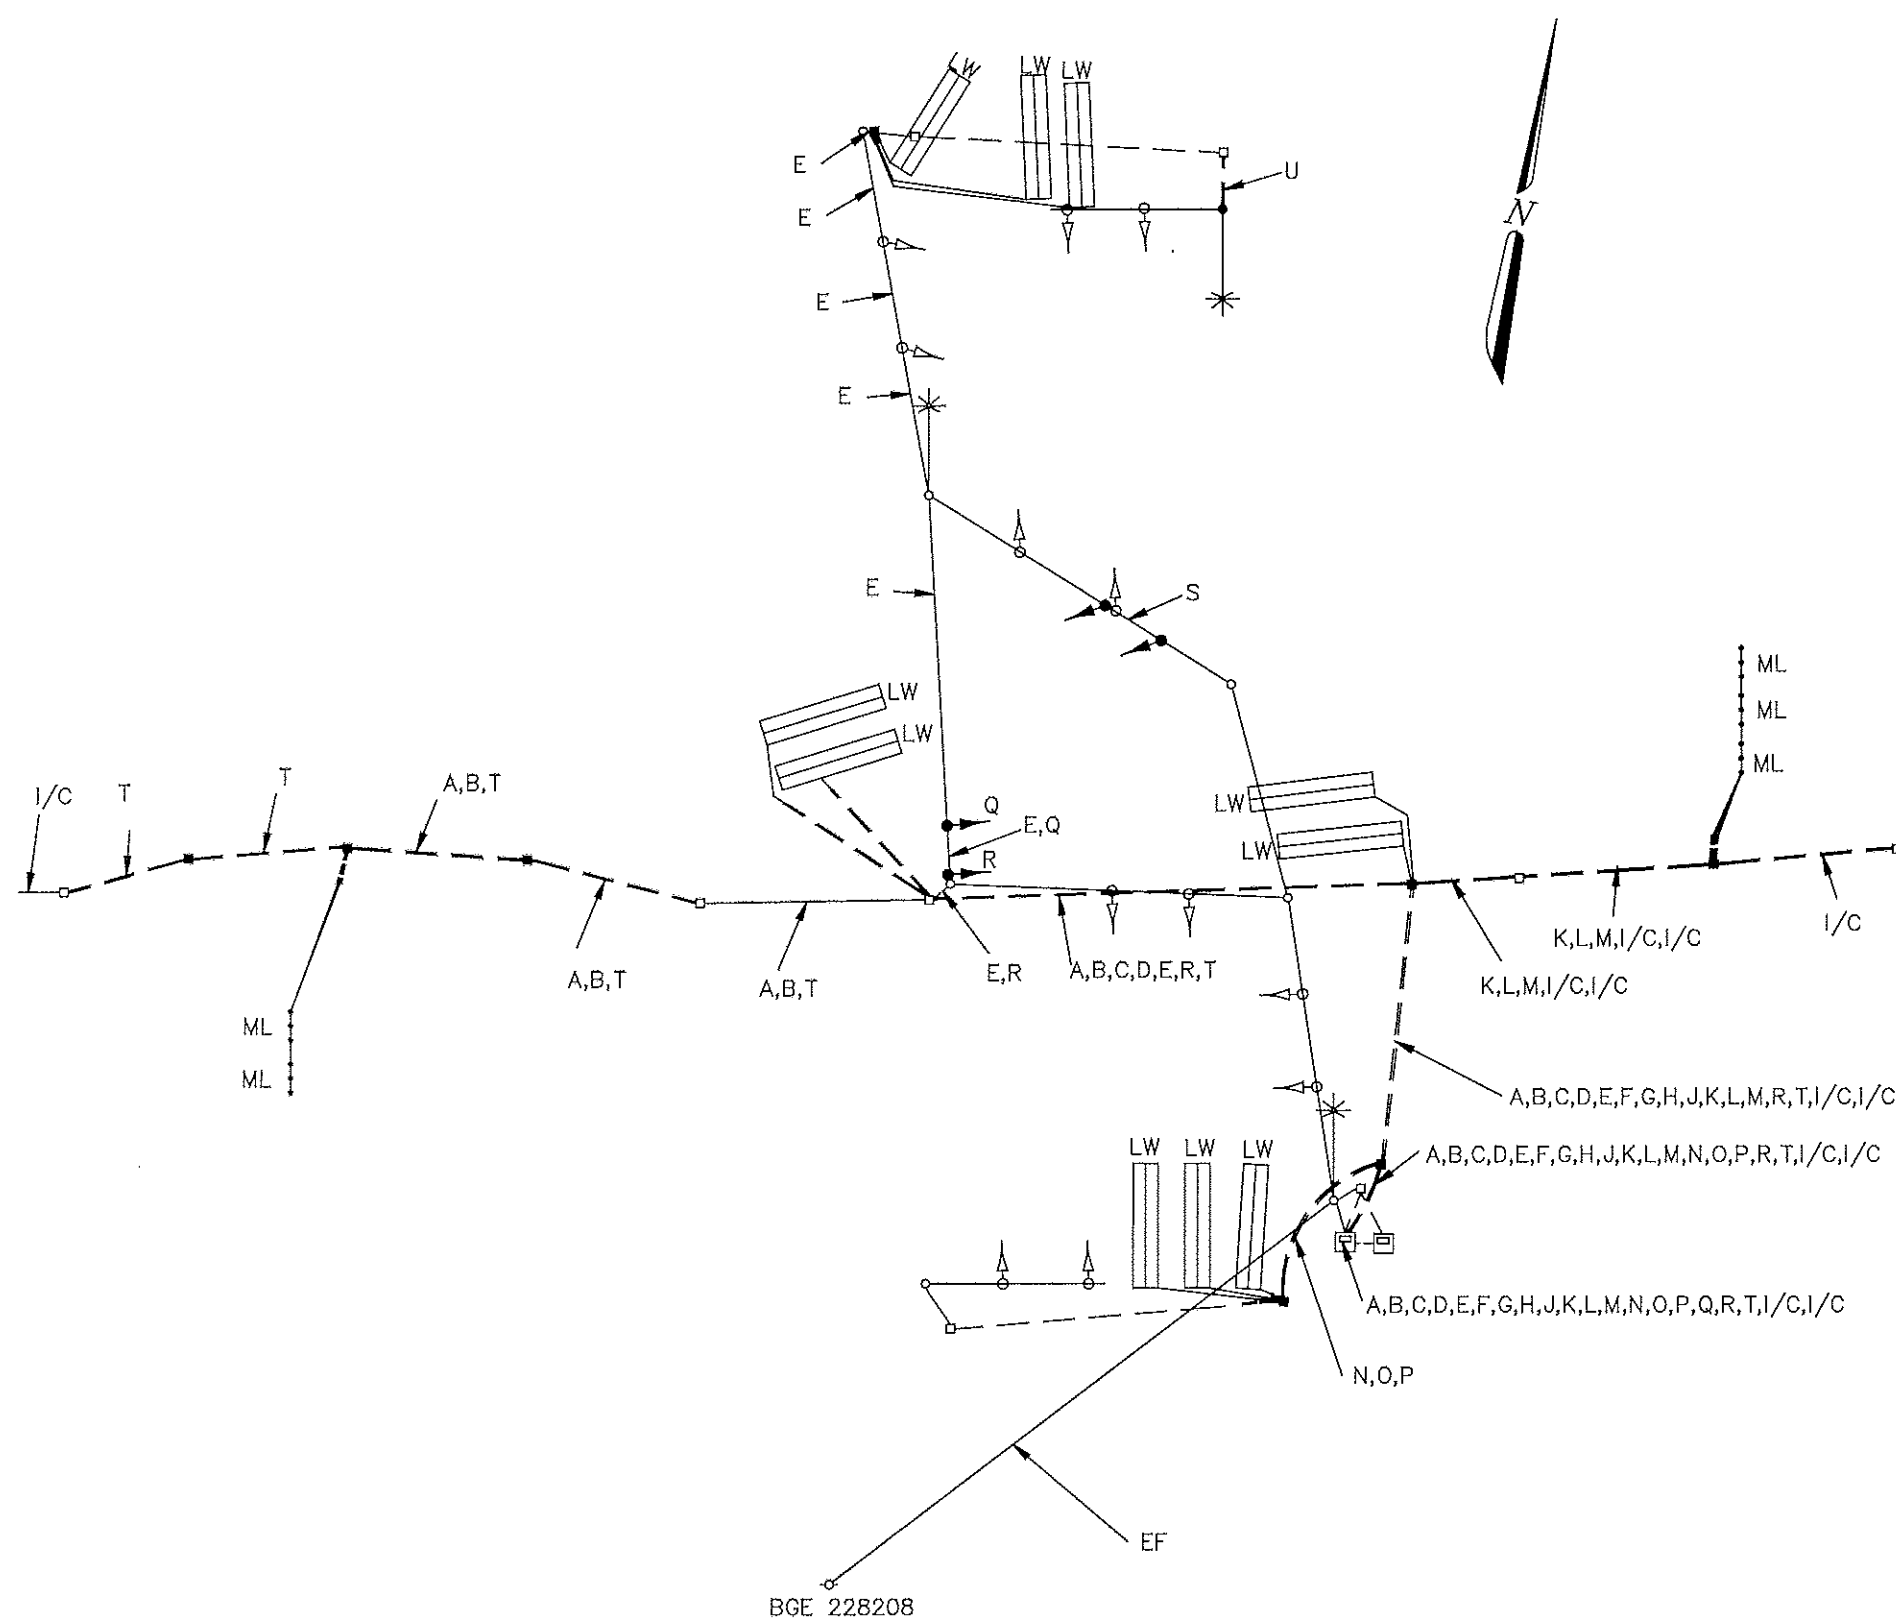 LW
LW
LW
E
U
N
E
E
E
S
E
ML
LW
ML
LW
ML
T
A,B,T
I/C
T
Q
LW
E,Q
LW
R
I/C
K,L,M,I/C,I/C
E,R
A,B,C,D,E,R,T
A,B,T
A,B,T
K,L,M,I/C,I/C
ML
ML
A,B,C,D,E,F,G,H,J,K,L,M,R,T,I/C,I/C
LW
LW
LW
A,B,C,D,E,F,G,H,J,K,L,M,N,O,P,R,T,I/C,I/C
A,B,C,D,E,F,G,H,J,K,L,M,N,O,P,Q,R,T,I/C,I/C
N,O,P
EF
BGE 228208